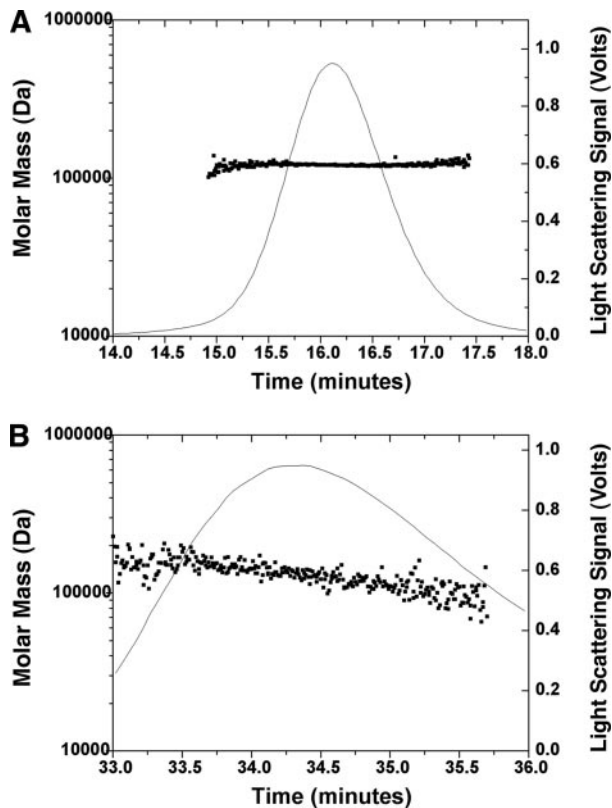 A
1000000
100000
10000
Molar Mass (Da)
1.0
0.8
0.6
0.4
0.2
0.0
Light Scattering Signal (Volts)
14.0 14.5 15.0 15.5 16.0 16.5 17.0 17.5 18.0
Time (minutes)
B
1000000
100000
10000
Molar Mass (Da)
1.0
0.8
0.6
0.4
0.2
0.0
Light Scattering Signal (Volts)
33.0 33.5 34.0 34.5 35.0 35.5 36.0
Time (minutes)